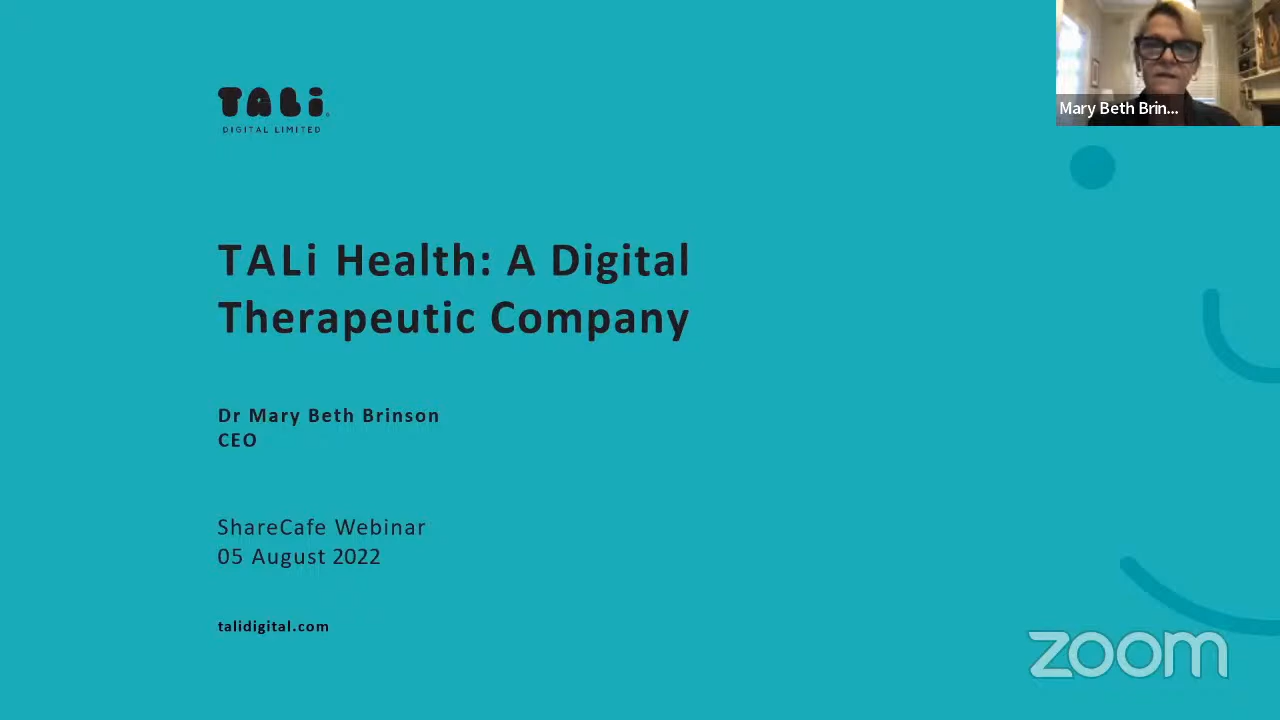 TALi
DIGITAL LIMITED
Mary Beth Brin...
TALi Health: A Digital
Therapeutic Company
Dr Mary Beth Brinson
CEO
ShareCafe Webinar
05 August 2022
talidigital.com
zoom